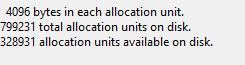 4096 bytes in each allocation unit.
799231 total allocation units on disk.
328931 allocation units available on disk.